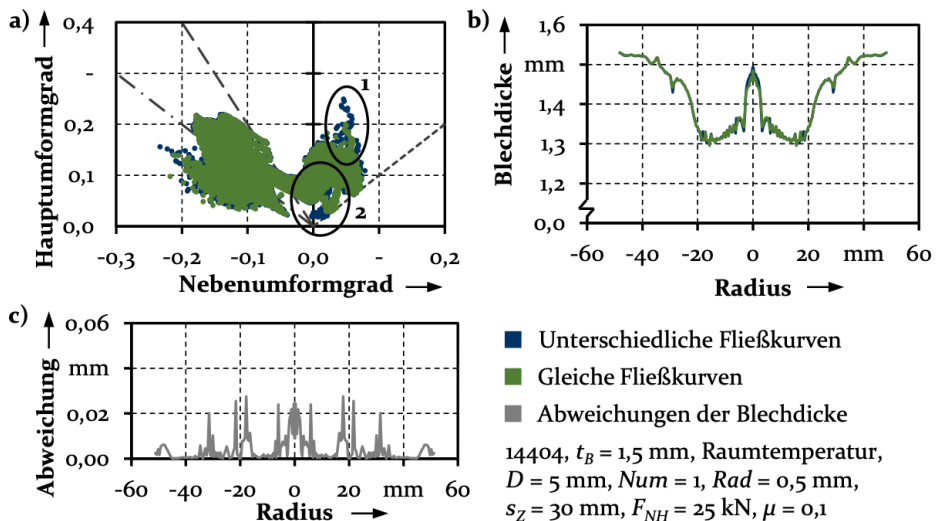 a)
Hauptumformgrad
0,4
-
0,2
0,1
0,0
-0,3 -0,2 -0,1 0,0 - 0,2
Nebenumformgrad
1
2
b)
Blechdicke
1,6
mm
1,4
1,3
1,2
0,0
-60 -40 -20 0 20 mm 60
Radius
c)
Abweichung
0,06
mm
0,02
0,00
-60 -40 -20 0 20 mm 60
Radius
Unterschiedliche Fließkurven
Gleiche Fließkurven
Abweichungen der Blechdicke
14404, t_B = 1,5 mm, Raumtemperatur,
D = 5 mm, Num = 1, Rad = 0,5 mm,
s_Z = 30 mm, F_NH = 25 kN, μ = 0,1